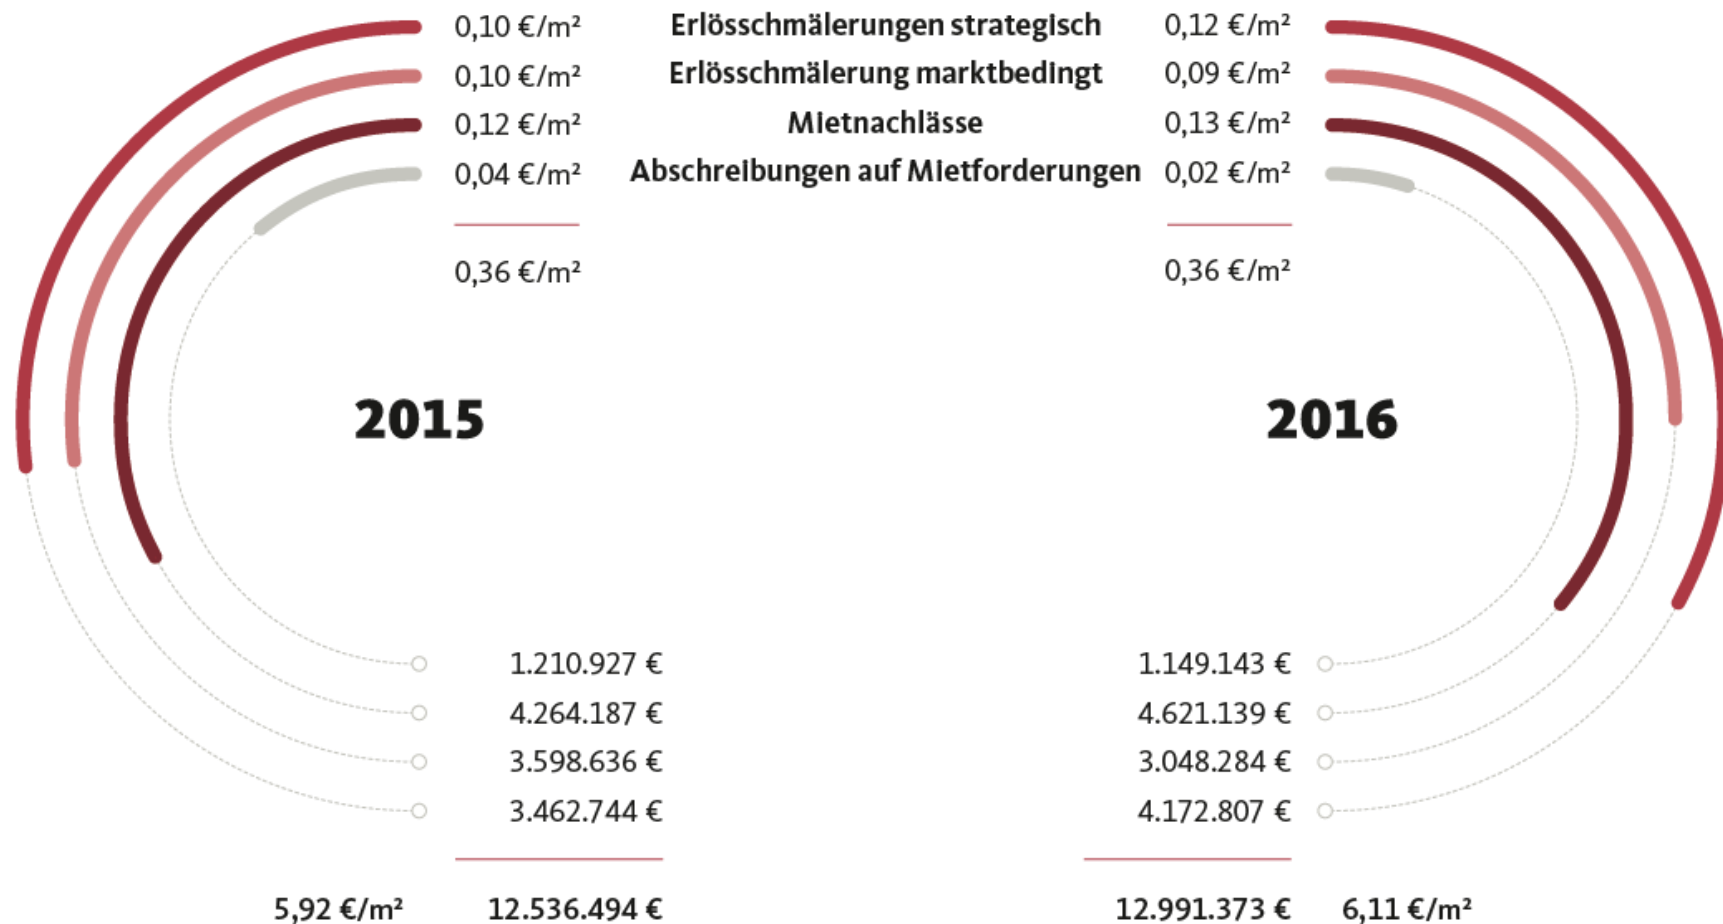 0,10 €/m² Erlösschmälerungen strategisch 0,12 €/m²
0,10 €/m² Erlösschmälerung marktbedingt 0,09 €/m²
0,12 €/m² Mietnachlässe 0,13 €/m²
0,04 €/m² Abschreibungen auf Mietforderungen 0,02 €/m²
0,36 €/m² 0,36 €/m²
2015 2016
1.210.927 € 1.149.143 €
4.264.187 € 4.621.139 €
3.598.636 € 3.048.284 €
3.462.744 € 4.172.807 €
5,92 €/m² 12.536.494 € 12.991.373 € 6,11 €/m²